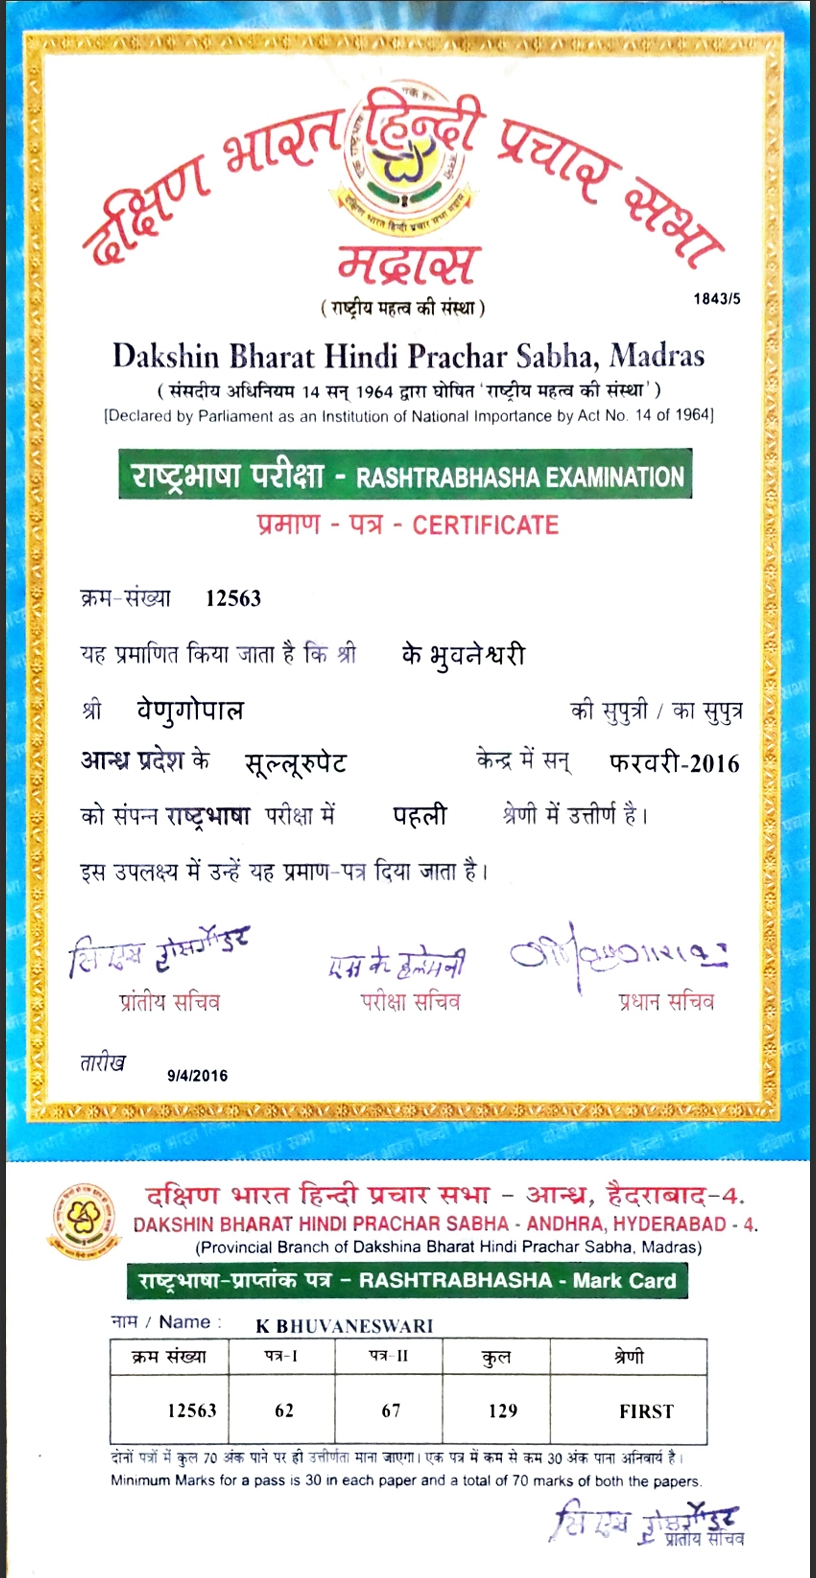 दक्षिण भारत हिन्दी प्रचार सभा
मद्रास
( राष्ट्रीय महत्व की संस्था )
1843/5
Dakshin Bharat Hindi Prachar Sabha, Madras
( संसदीय अधिनियम 14 सन् 1964 द्वारा घोषित ' राष्ट्रीय महत्व की संस्था ' )
[Declared by Parliament as an Institution of National Importance by Act No. 14 of 1964]
राष्ट्रभाषा परीक्षा - RASHTRABHASHA EXAMINATION
प्रमाण - पत्र - CERTIFICATE
क्रम-संख्या 12563
यह प्रमाणित किया जाता है कि श्री के भुवनेश्वरी
श्री वेणुगोपाल की सुपुत्री / का सुपुत्र
आन्ध्र प्रदेश के सूल्लूरुपेट केन्द्र में सन् फरवरी-2016
को संपन्न राष्ट्रभाषा परीक्षा में पहली श्रेणी में उत्तीर्ण है।
इस उपलक्ष्य में उन्हें यह प्रमाण-पत्र दिया जाता है।
सि एस
एस के हलेमनी
प्रांतीय सचिव परीक्षा सचिव प्रधान सचिव
तारीख 9/4/2016
दक्षिण भारत हिन्दी प्रचार सभा - आन्ध्र, हैदराबाद-4.
DAKSHIN BHARAT HINDI PRACHAR SABHA - ANDHRA, HYDERABAD - 4.
(Provincial Branch of Dakshina Bharat Hindi Prachar Sabha, Madras)
राष्ट्रभाषा-प्राप्तांक पत्र – RASHTRABHASHA - Mark Card
नाम / Name : K BHUVANESWARI
क्रम संख्या पत्र-I पत्र-II कुल श्रेणी
12563 62 67 129 FIRST
दोनों पत्रों में कुल 70 अंक पाने पर ही उत्तीर्णता माना जाएगा। एक पत्र में कम से कम 30 अंक पाना अनिवार्य है।
Minimum Marks for a pass is 30 in each paper and a total of 70 marks of both the papers.
सि एस
प्रांतीय सचिव